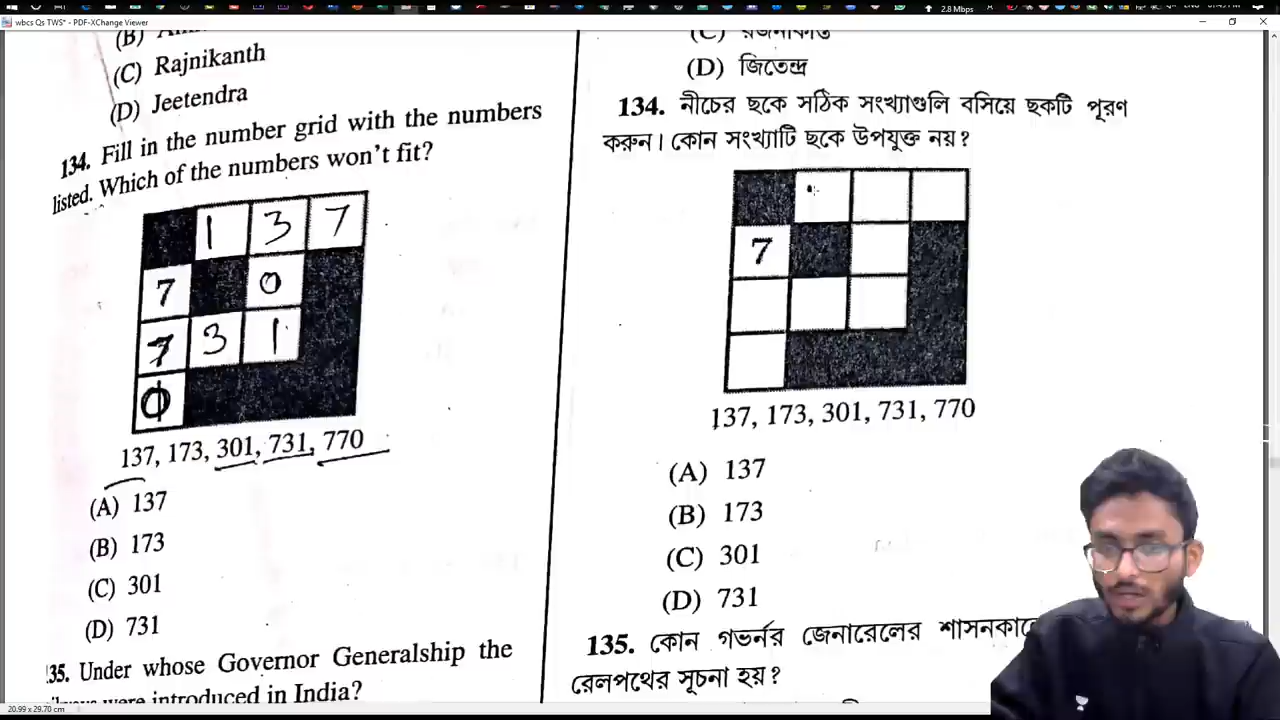 2.8 Mbps
wbcs Qs TWS* - PDF-XChange Viewer
(B)
(C) Rajnikanth
(D) Jeetendra
134. Fill in the number grid with the numbers
listed. Which of the numbers won't fit?
1 3 7
7 0
7 3 1
0
137, 173, 301, 731, 770
(A) 137
(B) 173
(C) 301
(D) 731
135. Under whose Governor Generalship the
were introduced in India?
(C) রজনীকান্ত
(D) জিতেন্দ্র
134. নীচের ছকে সঠিক সংখ্যাগুলি বসিয়ে ছকটি পূরণ
করুন। কোন সংখ্যাটি ছকে উপযুক্ত নয়?
7
137, 173, 301, 731, 770
(A) 137
(B) 173
(C) 301
(D) 731
135. কোন গভর্নর জেনারেলের
রেলপথের সূচনা হয়?
20.99 x 29.70 cm